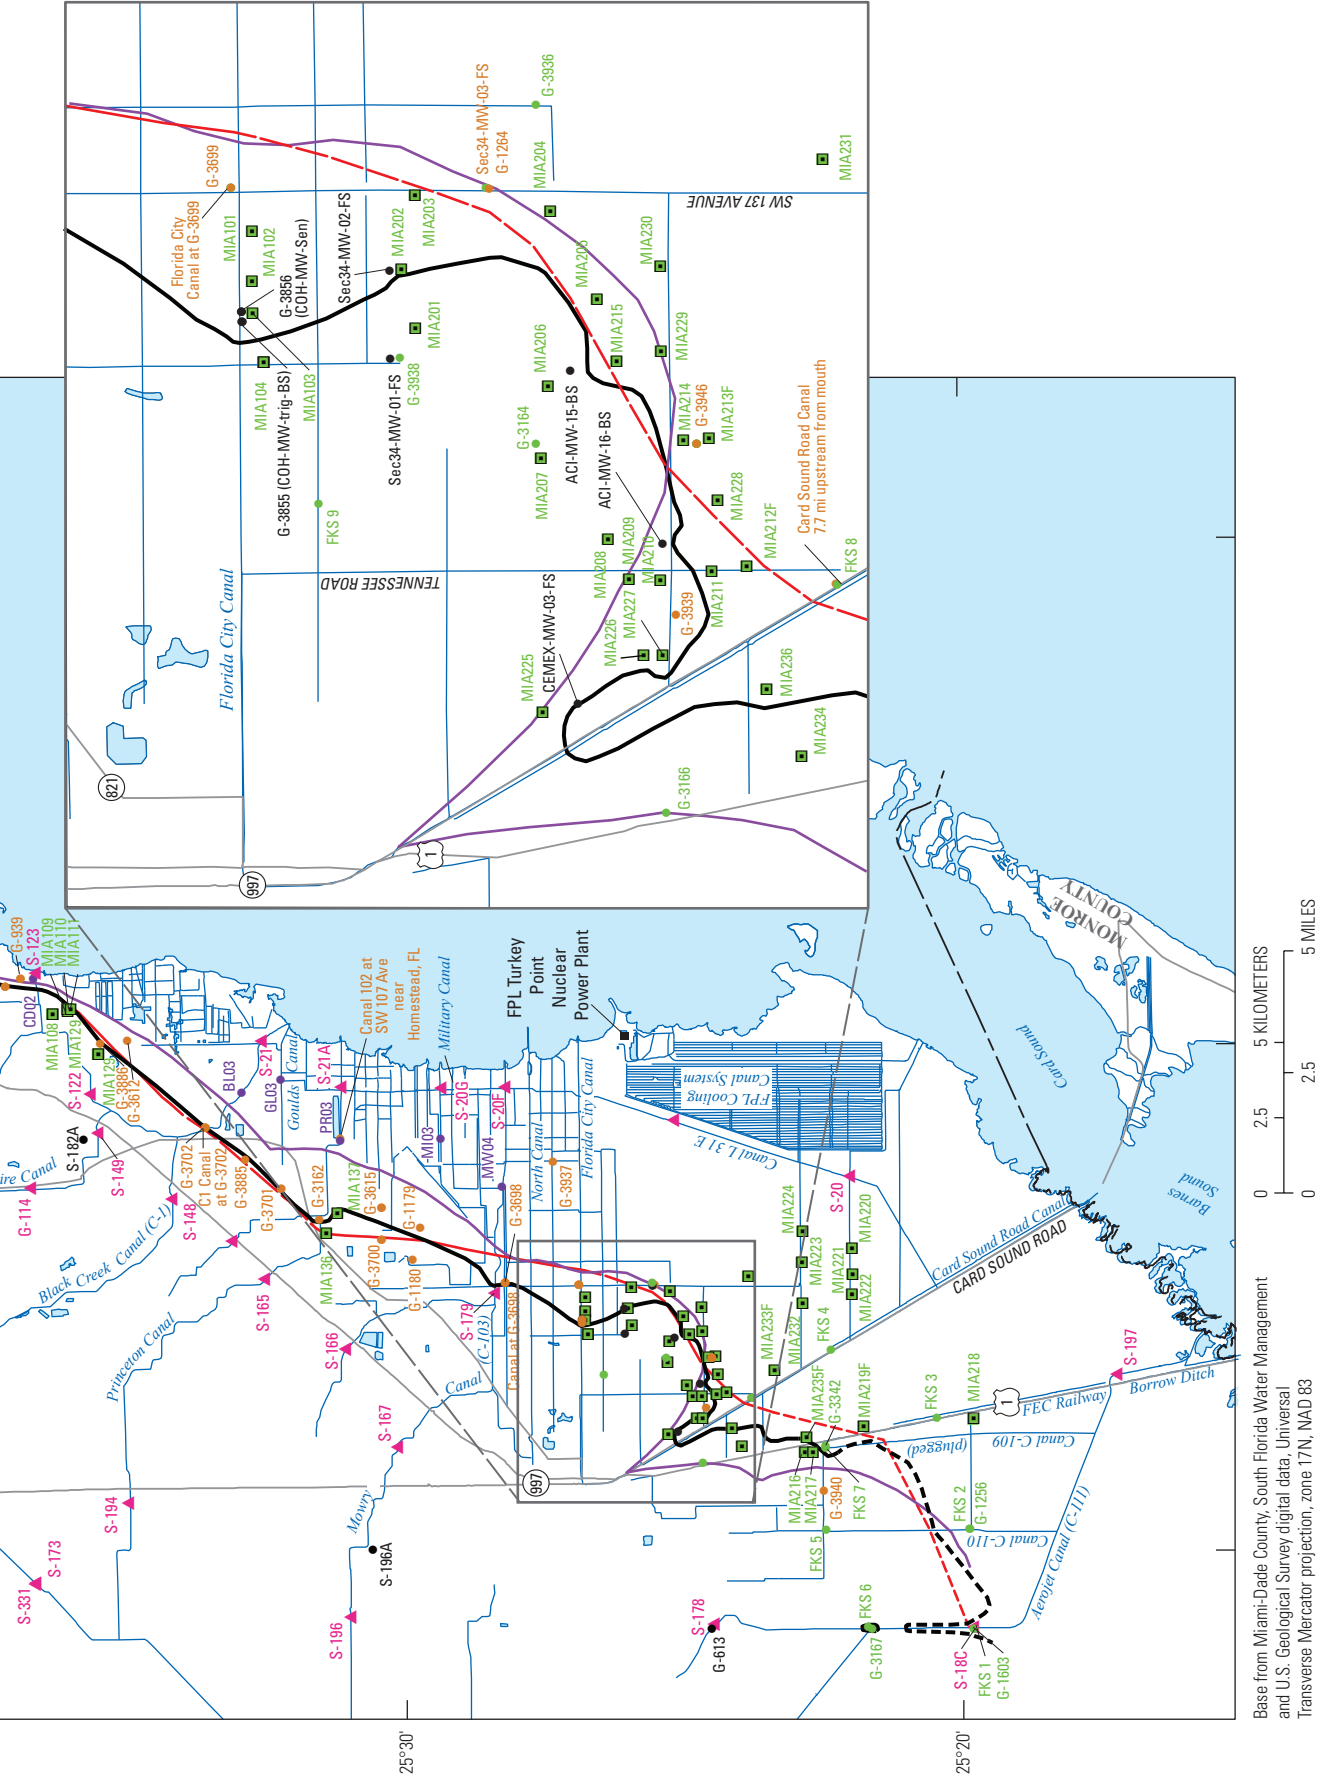 821
997
1
Florida City Canal
TENNESSEE ROAD
SW 137 AVENUE
Florida City
Canal at G-3699
G-3699
MIA101
MIA102
G-3856
(COH-MW-Sen)
MIA104
MIA103
G-3855 (COH-MW-trig-BS)
FKS 9
Sec34-MW-02-FS
MIA202
MIA203
MIA201
Sec34-MW-01-FS
G-3938
Sec34-MW-03-FS
G-1264
G-3936
MIA204
MIA205
MIA206
G-3164
MIA207
ACI-MW-15-BS
MIA215
ACI-MW-16-BS
MIA230
MIA229
MIA231
MIA214
G-3946
MIA213F
MIA228
MIA212F
Card Sound Road Canal
7.7 mi upstream from mouth
FKS 8
MIA208
MIA209
MIA210
MIA211
G-3939
MIA227
MIA226
CEMEX-MW-03-FS
MIA225
MIA236
MIA234
G-3166
G-939
S-123
MIA109
MIA110
MIA111
CD02
MIA108
MIA129
S-122
MIA125
G-3886
G-3612
S-182A
S-149
G-114
ire Canal
BL03
S-21
GL03
Goulds Canal
G-3702
C1 Canal
at G-3702
G-3885
G-3701
S-148
Black Creek Canal (C-1)
S-165
Princeton Canal
S-166
S-167
S-194
S-173
S-331
S-21A
PR03
Canal 102 at
SW 107 Ave
near
Homestead, FL
G-3162
MIA137
MIA136
G-3615
G-3700
G-1179
G-1180
Military Canal
S-20G
MI03
S-20F
MW04
G-3698
S-179
Canal at G-3698
Canal (C-103)
Mowry
S-196A
S-196
North Canal
G-3937
Florida City Canal
FPL Turkey
Point
Nuclear
Power Plant
FPL Cooling
Canal System
Canal L 31 E
S-20
997
MIA224
MIA223
MIA220
MIA221
MIA222
MIA233F
MIA232
FKS 4
Card Sound Road Canal
CARD SOUND ROAD
MIA235F
G-3342
MIA219F
MIA216
MIA217
G-3940
FKS 7
FKS 5
FKS 3
MIA218
1
FEC Railway
Borrow Ditch
S-197
Canal C-109
(plugged)
FKS 2
G-1256
Canal C-110
Aerojet Canal (C-111)
S-178
G-613
FKS 6
G-3167
S-18C
FKS 1
G-1603
Card Sound
Barnes
Sound
MONROE
COUNTY
25°30'
25°20'
0 2.5 5 KILOMETERS
0 2.5 5 MILES
Base from Miami-Dade County, South Florida Water Management
and U.S. Geological Survey digital data, Universal
Transverse Mercator projection, zone 17N, NAD 83